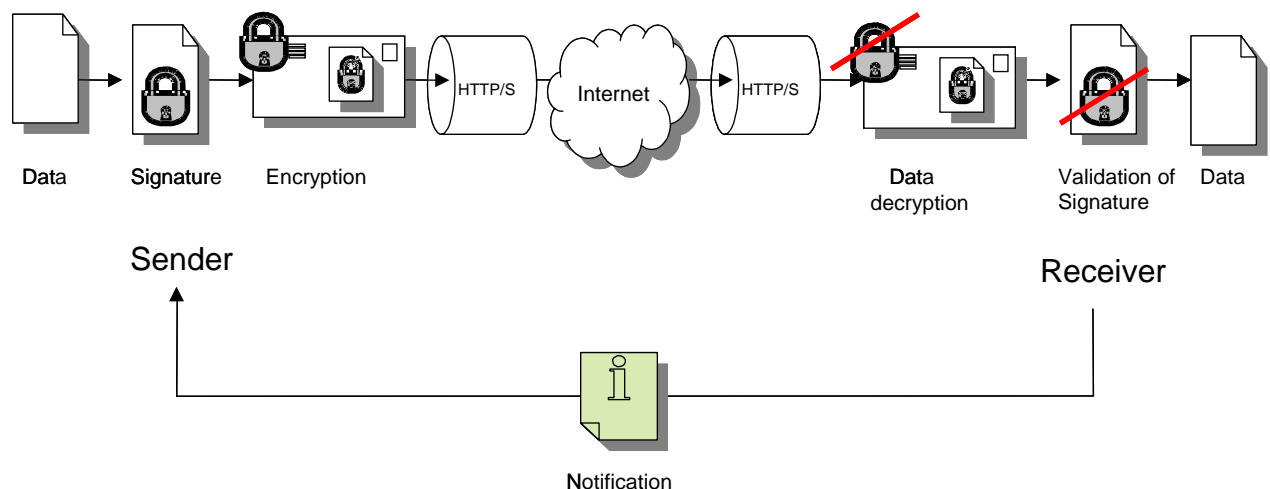 HTTP/S
Internet
HTTP/S
Data
Signature
Encryption
Data
decryption
Validation of
Signature
Data
Sender
Receiver
i
Notification